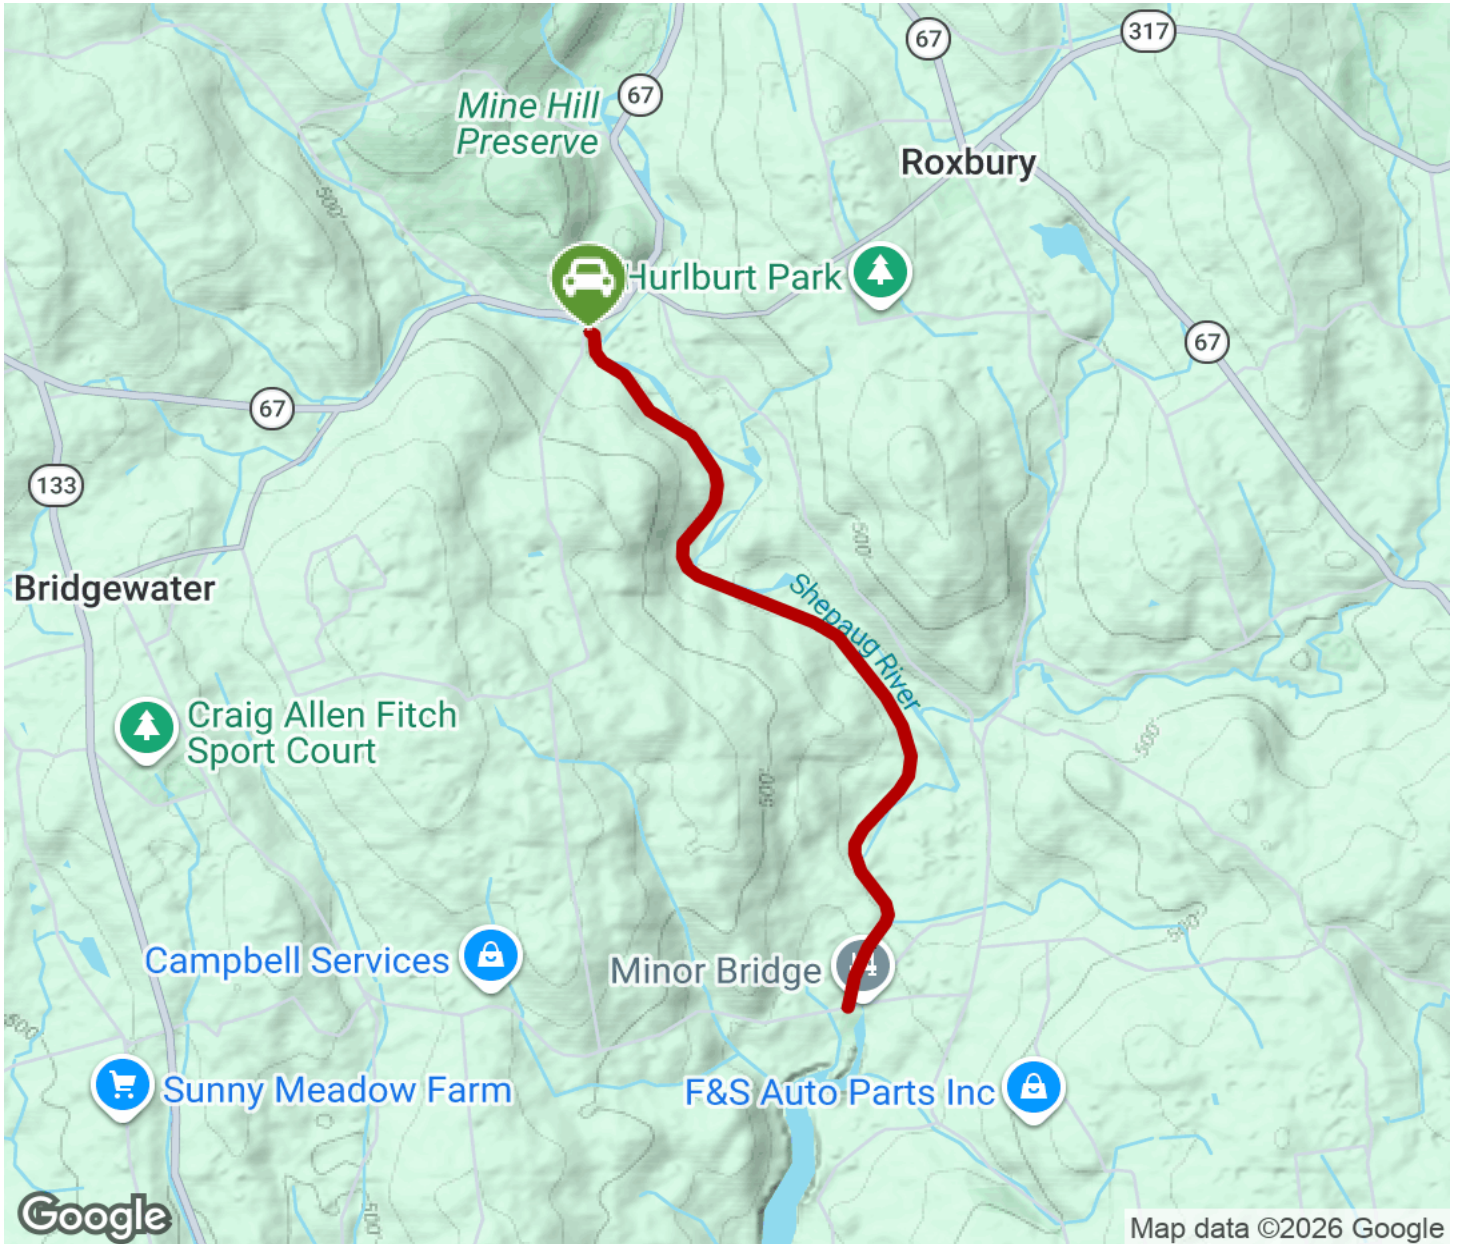 67
317
Mine Hill
Preserve
67
Roxbury
500'
Hurlburt Park
67
67
133
500'
Bridgewater
Shepaug River
Craig Allen Fitch
Sport Court
500'
500'
500'
Campbell Services
Minor Bridge
500'
Sunny Meadow Farm
F&S Auto Parts Inc
500'
Google
Map data ©2026 Google